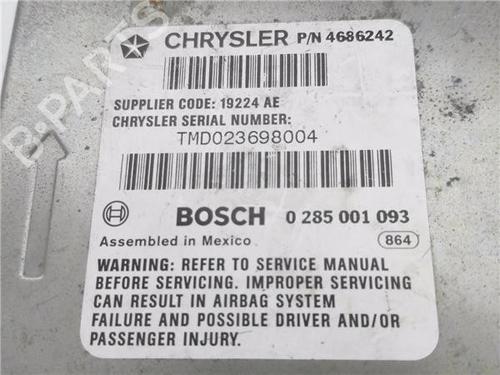 CHRYSLER P/N 4686242
SUPPLIER CODE: 19224 AE
CHRYSLER SERIAL NUMBER:
TMD023698004
BOSCH 0 285 001 093
Assembled in Mexico 864
WARNING: REFER TO SERVICE MANUAL
BEFORE SERVICING. IMPROPER SERVICING
CAN RESULT IN AIRBAG SYSTEM
FAILURE AND POSSIBLE DRIVER AND/OR
PASSENGER INJURY.
B-PARTS